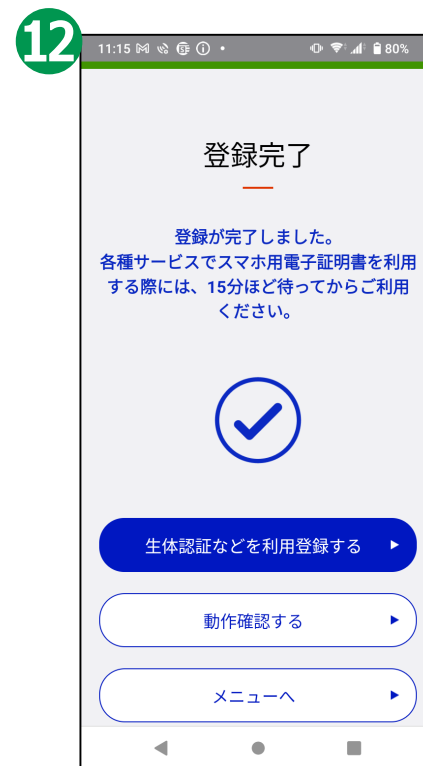 12
11:15
80%
登録完了
登録が完了しました。
各種サービスでスマホ用電子証明書を利用
する際には、15分ほど待ってからご利用
ください。
生体認証などを利用登録する
動作確認する
メニューへ